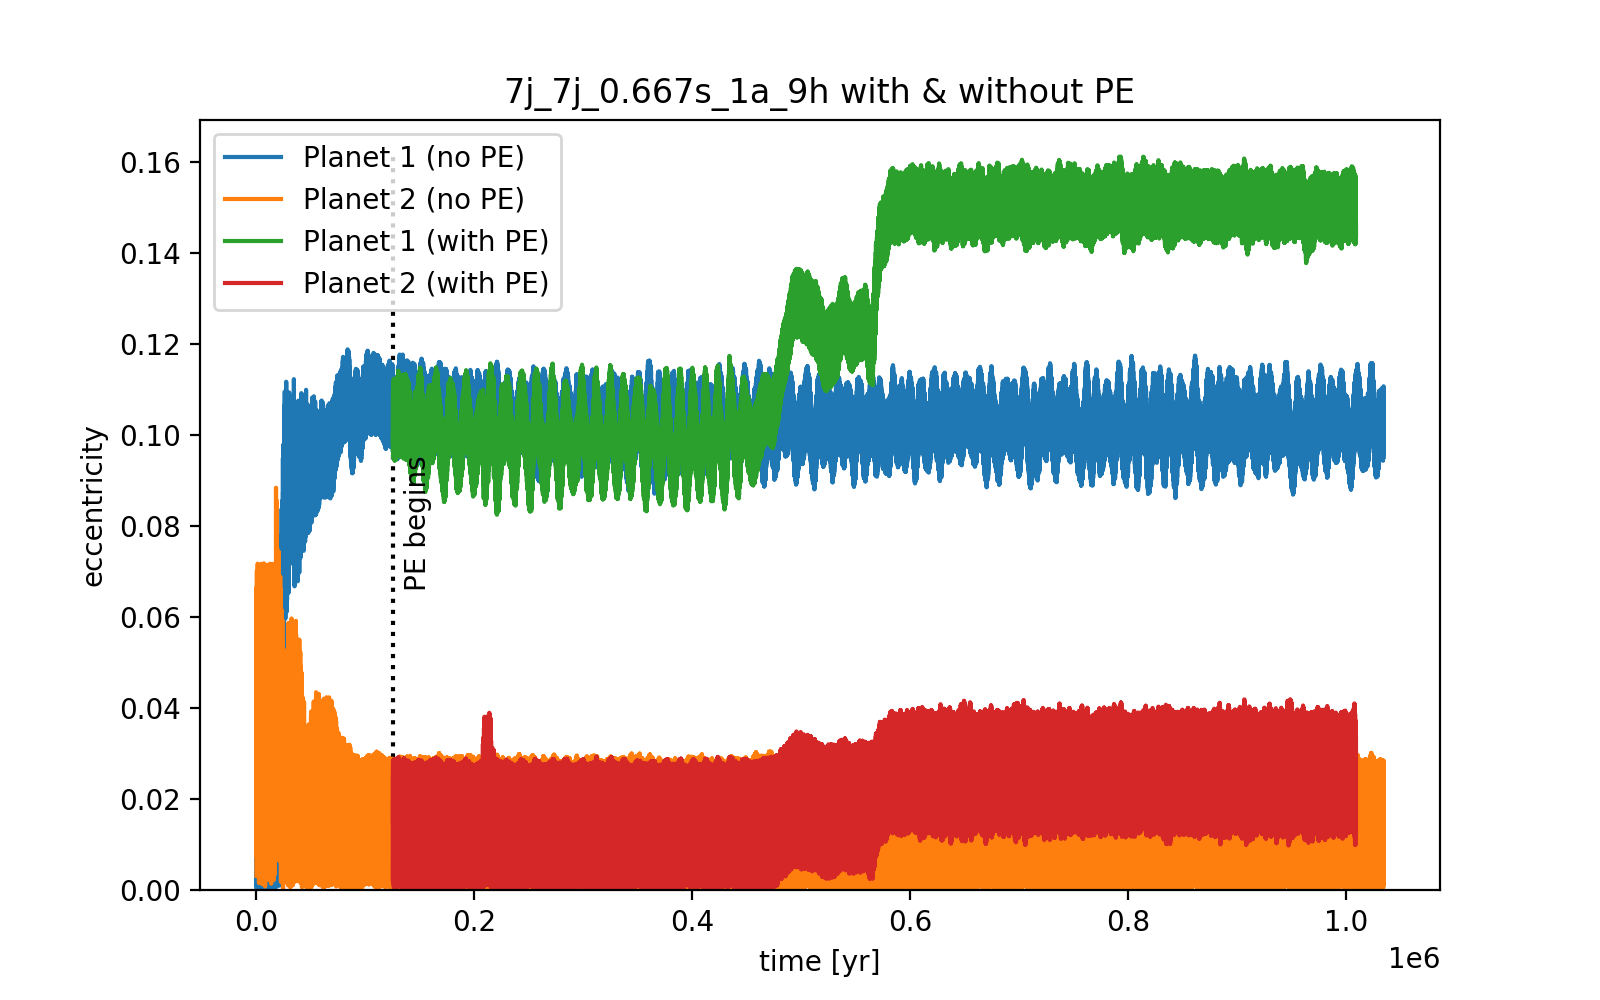 7j_7j_0.667s_1a_9h with & without PE
Planet 1 (no PE)
Planet 2 (no PE)
Planet 1 (with PE)
Planet 2 (with PE)
PE begins
eccentricity
0.16
0.14
0.12
0.10
0.08
0.06
0.04
0.02
0.00
0.0
0.2
0.4
0.6
0.8
1.0
1e6
time [yr]